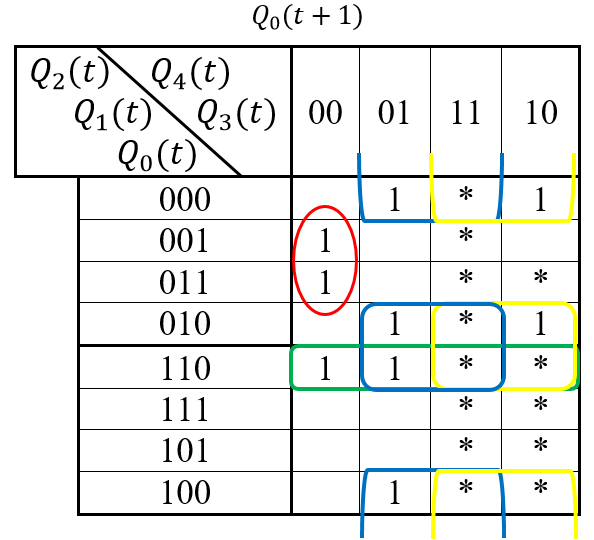 Q₀(t + 1)
Q₂(t) Q₄(t)
Q₁(t) Q₃(t) 00 01 11 10
Q₀(t)
000 1 * 1
001 1 *
011 1 * *
010 1 * 1
110 1 1 * *
111 * *
101 * *
100 1 * *